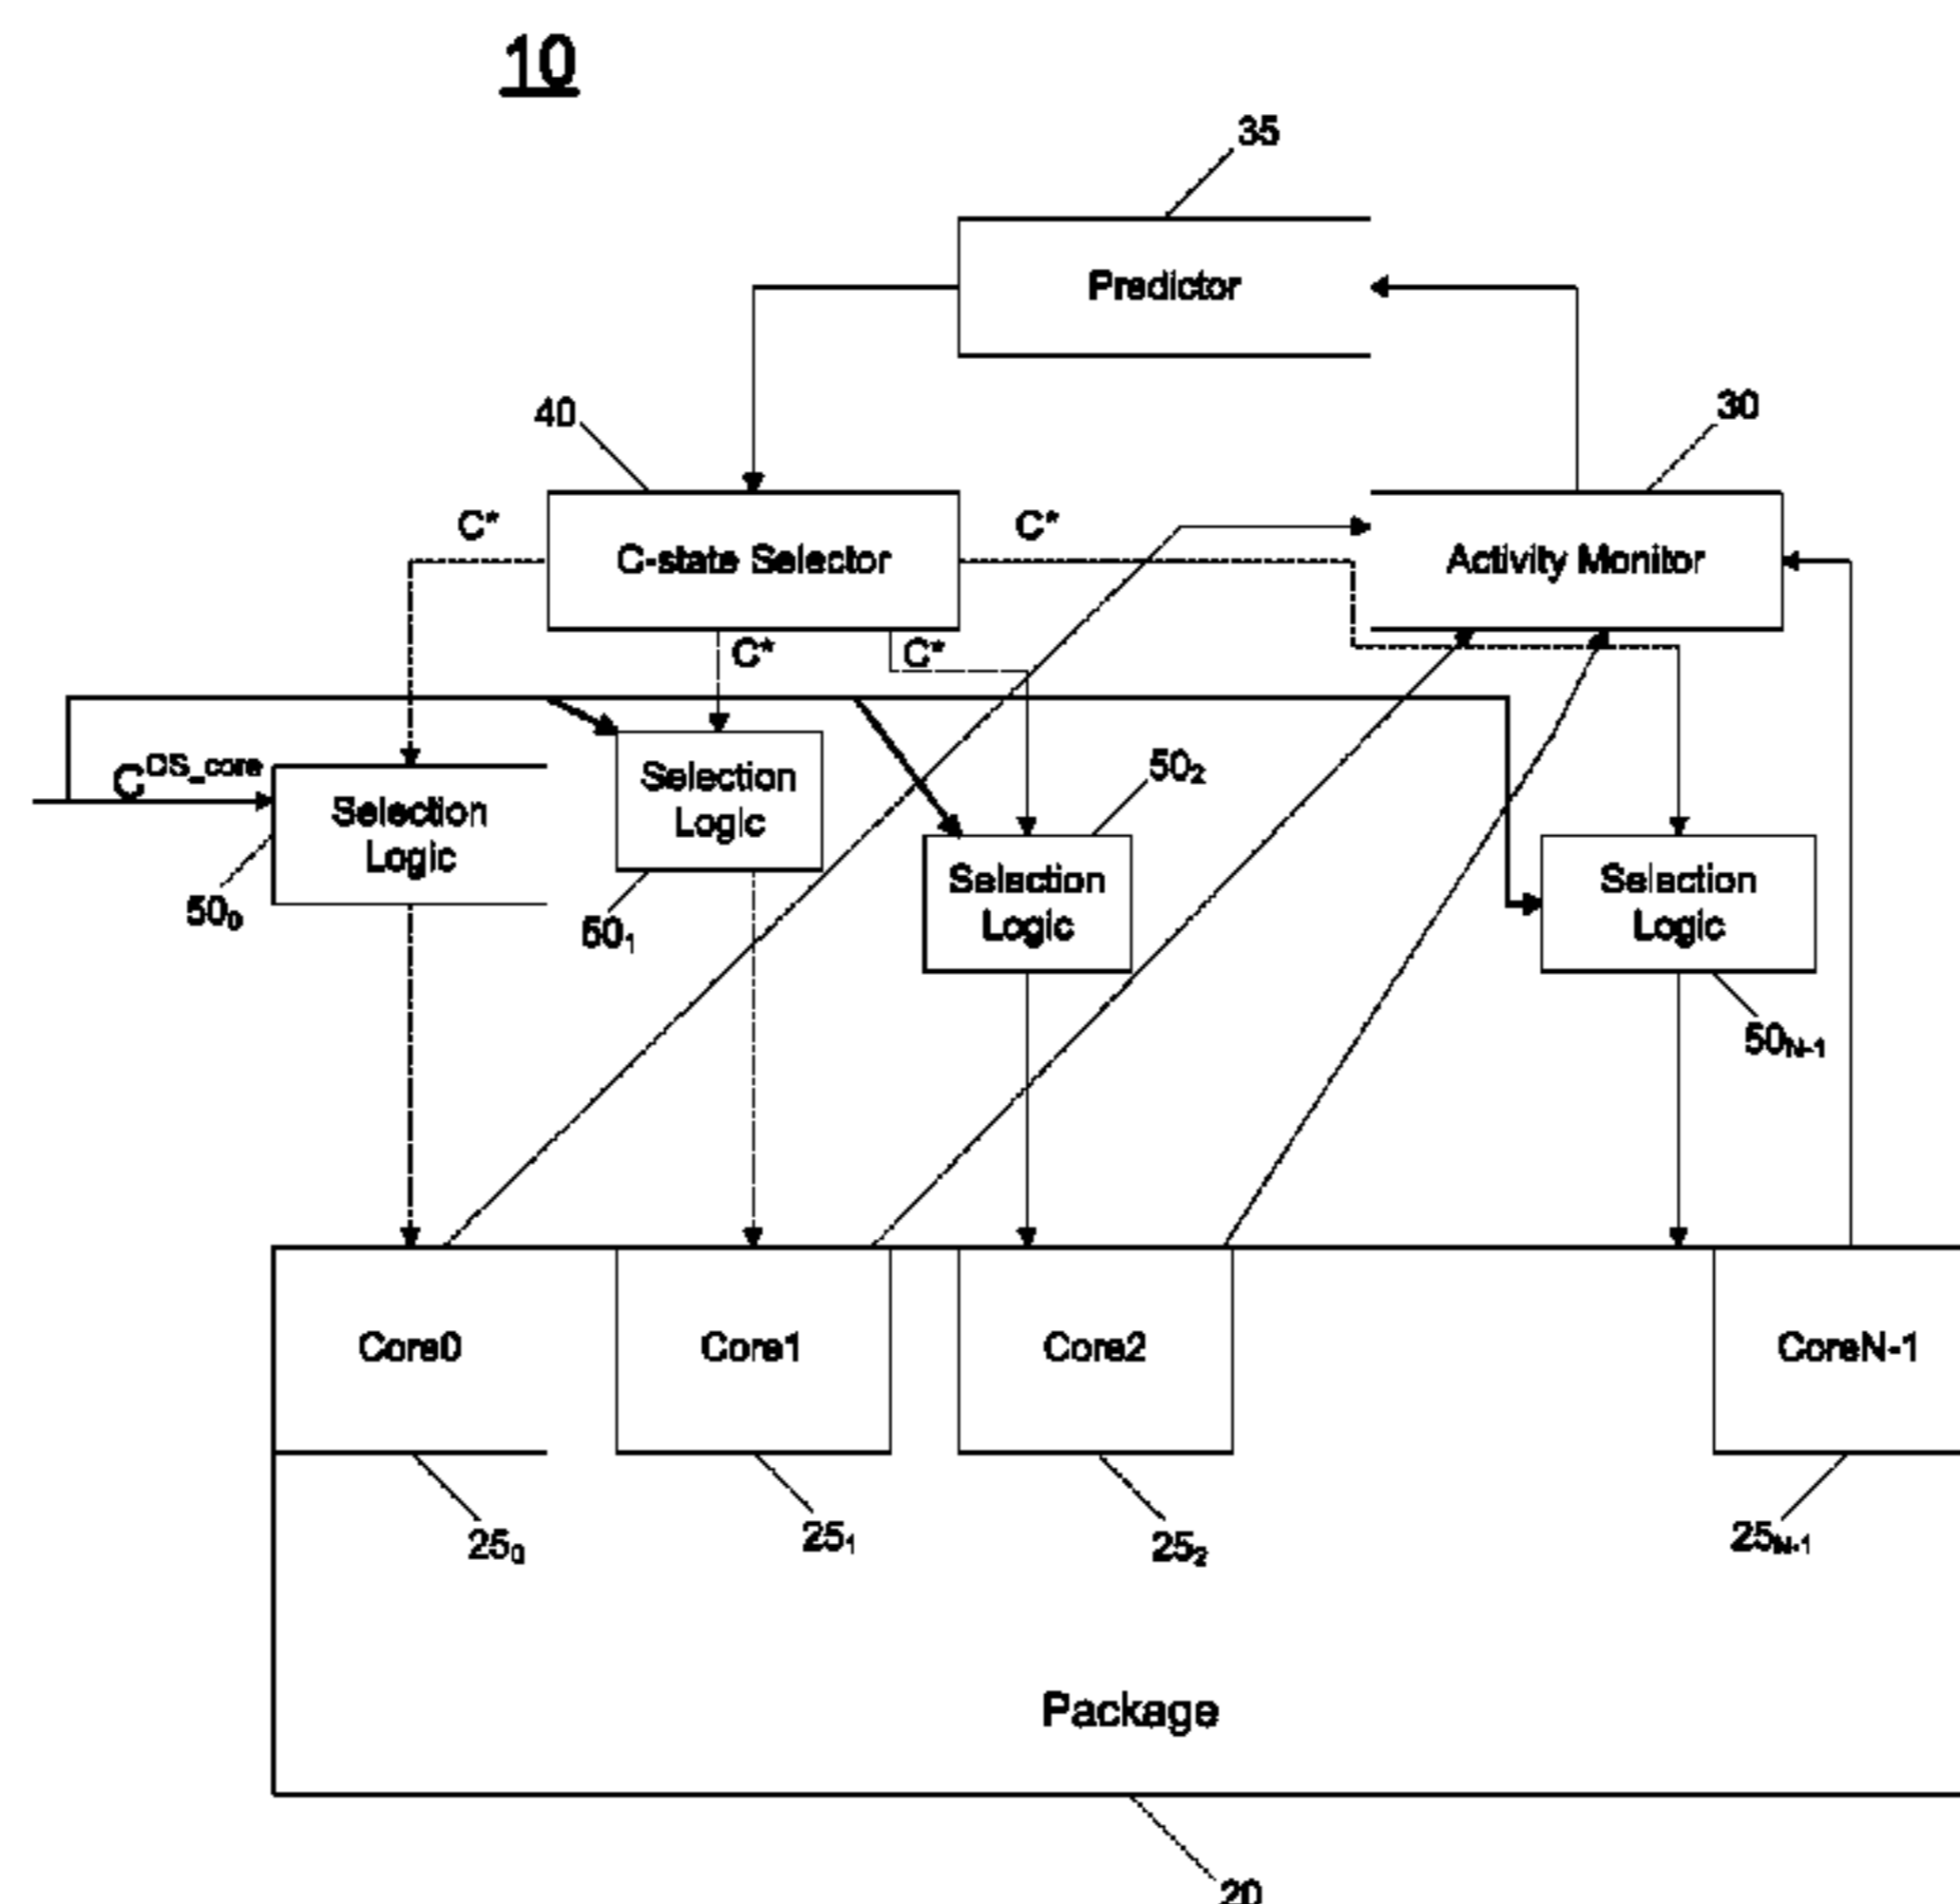 10
35
Predictor
40
30
C*
C-state Selector
C*
Activity Monitor
C*
C*
C^OS_core
Selection
Logic
Selection
Logic
50₂
Selection
Logic
Selection
Logic
50₀
50₁
50N-1
Core0
Core1
Core2
CoreN-1
25₀
25₁
25₂
25N-1
Package
20